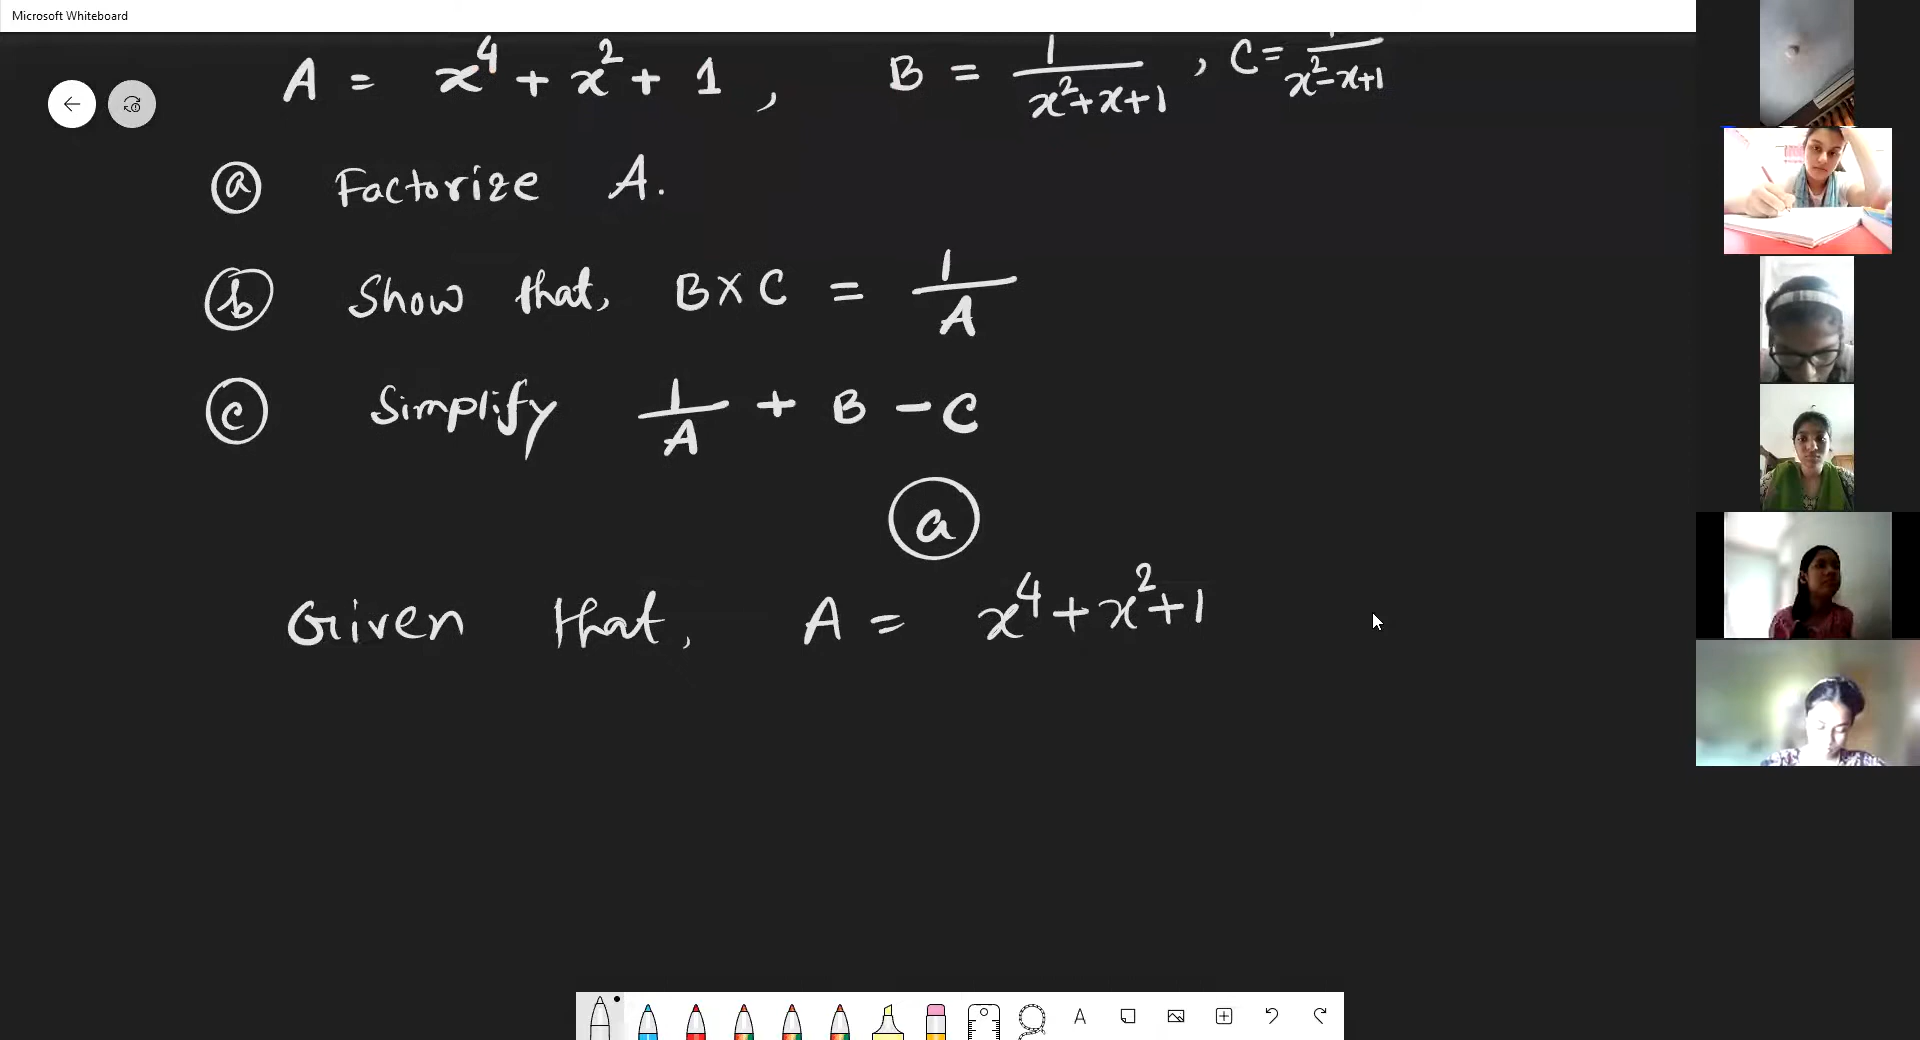 Microsoft Whiteboard
A = x⁴ + x² + 1 , B = 1/(x²+x+1) , C = 1/(x²-x+1)
ⓐ Factorize A.
ⓑ Show that, B × C = 1/A
ⓒ Simplify 1/A + B - C
ⓐ
Given that, A = x⁴+x²+1
A